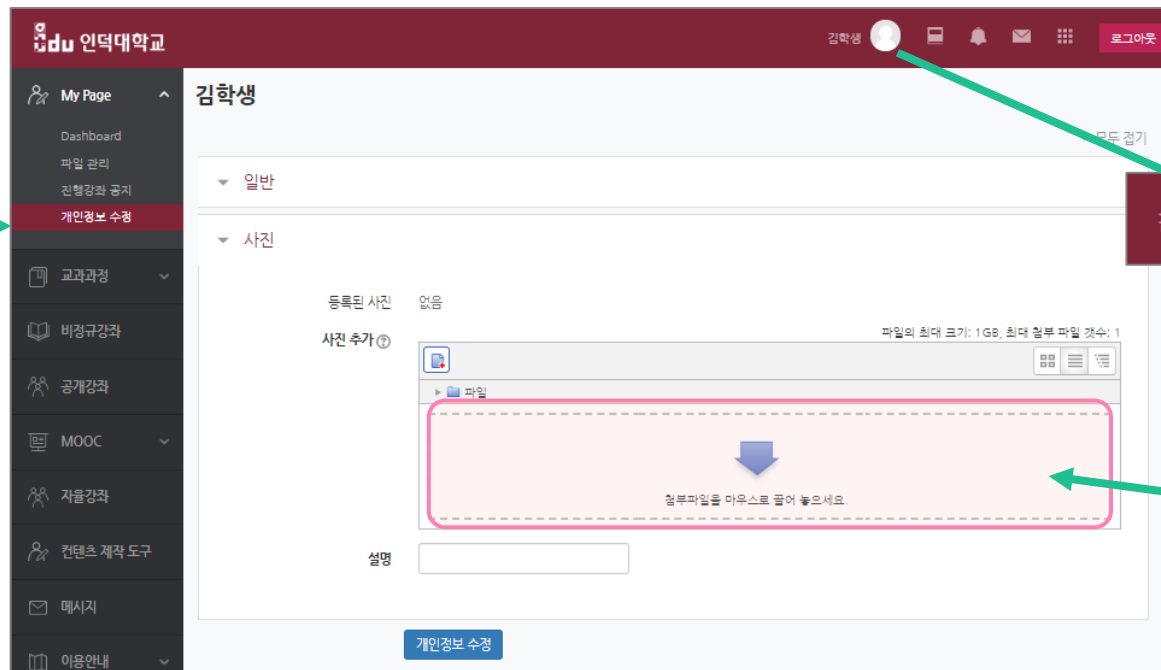 edu 인덕대학교
김학생
로그아웃
My Page
Dashboard
파일 관리
진행강좌 공지
개인정보 수정
교과과정
비정규강좌
공개강좌
MOOC
자율강좌
컨텐츠 제작 도구
메시지
이용안내
김학생
모두 접기
일반
사진
등록된 사진 없음
사진 추가
파일의 최대 크기: 1GB, 최대 첨부 파일 갯수: 1
파일
첨부파일을 마우스로 끌어 놓으세요.
설명
개인정보 수정